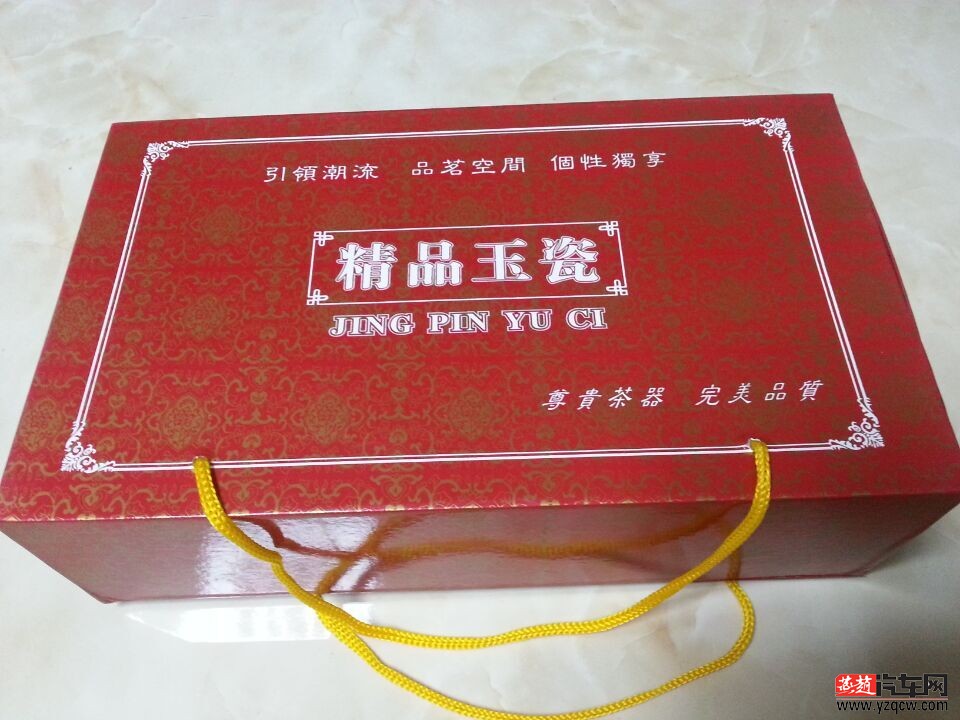 引領潮流 品茗空間 個性獨享
精品玉瓷
JING PIN YU CI
尊貴茶器 完美品質
燕趙汽车网
www.yzqcw.com